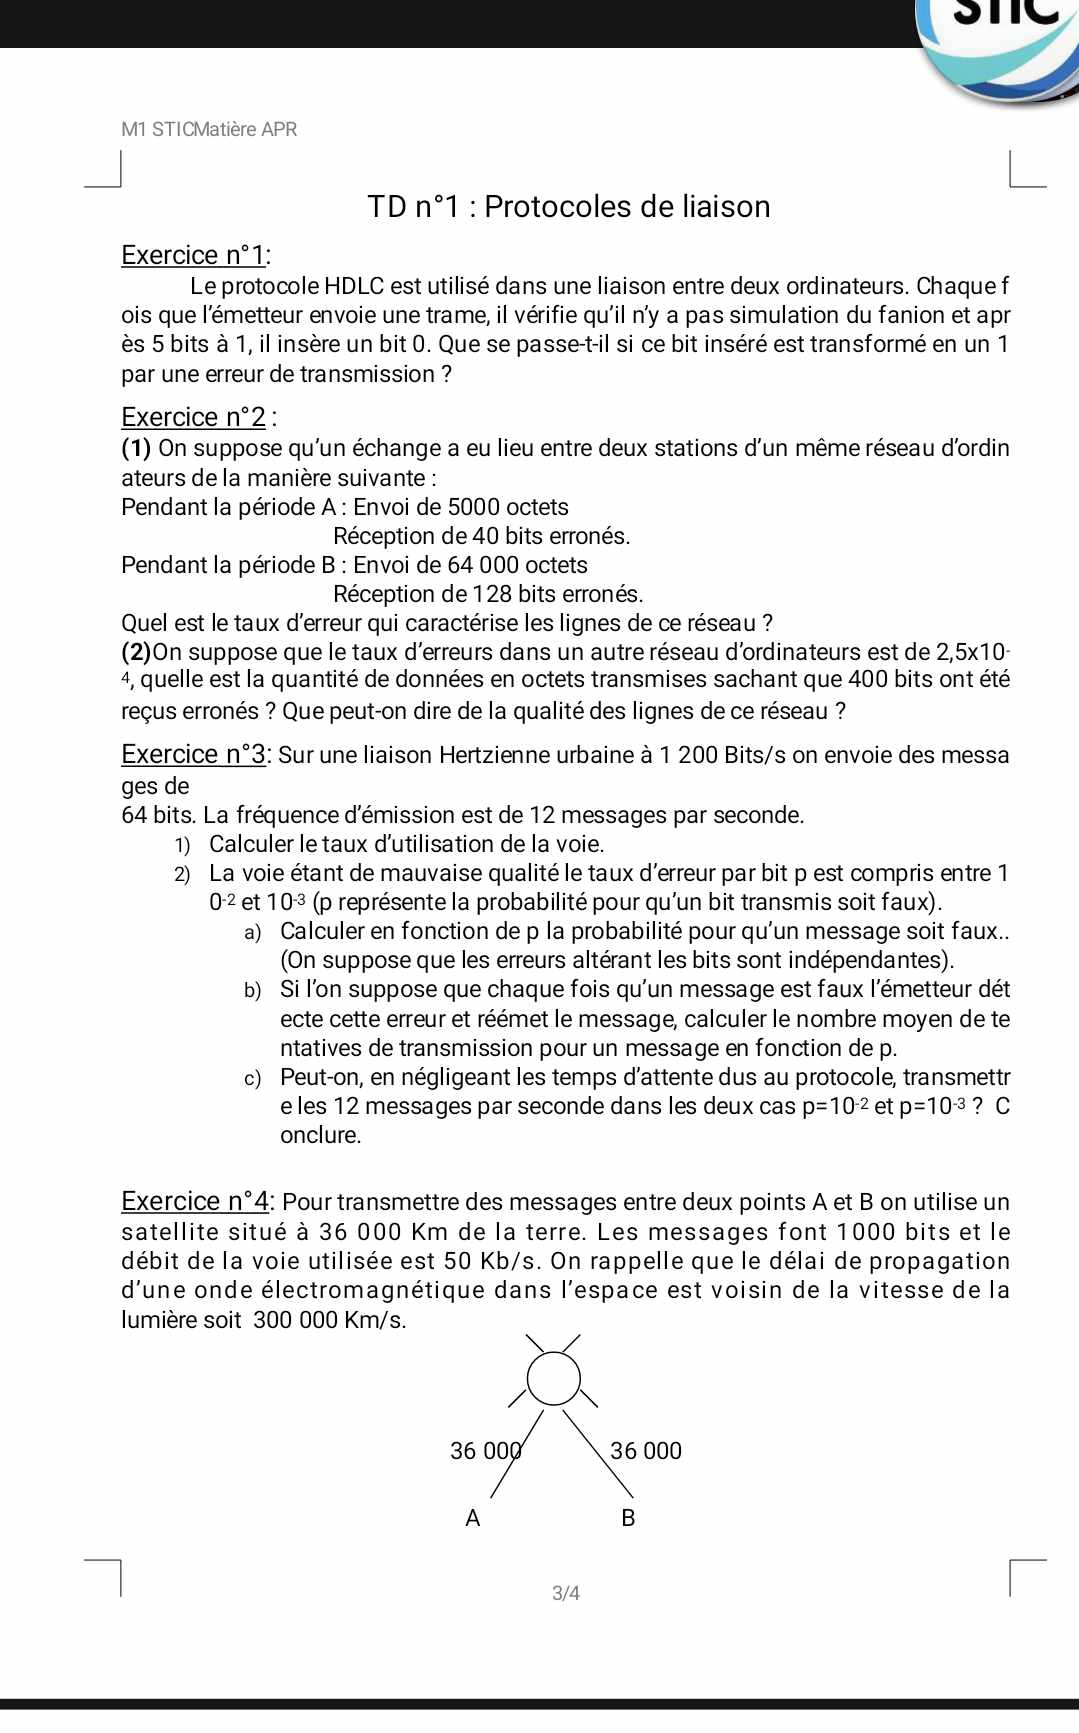 STIC
M1 STICMatière APR
TD n°1 : Protocoles de liaison
Exercice n°1:
Le protocole HDLC est utilisé dans une liaison entre deux ordinateurs. Chaque f
ois que l'émetteur envoie une trame, il vérifie qu'il n'y a pas simulation du fanion et apr
ès 5 bits à 1, il insère un bit 0. Que se passe-t-il si ce bit inséré est transformé en un 1
par une erreur de transmission ?
Exercice n°2 :
(1) On suppose qu'un échange a eu lieu entre deux stations d'un même réseau d'ordin
ateurs de la manière suivante :
Pendant la période A : Envoi de 5000 octets
Réception de 40 bits erronés.
Pendant la période B : Envoi de 64 000 octets
Réception de 128 bits erronés.
Quel est le taux d'erreur qui caractérise les lignes de ce réseau ?
(2)On suppose que le taux d'erreurs dans un autre réseau d'ordinateurs est de 2,5x10-
4, quelle est la quantité de données en octets transmises sachant que 400 bits ont été
reçus erronés ? Que peut-on dire de la qualité des lignes de ce réseau ?
Exercice n°3: Sur une liaison Hertzienne urbaine à 1 200 Bits/s on envoie des messa
ges de
64 bits. La fréquence d'émission est de 12 messages par seconde.
1) Calculer le taux d'utilisation de la voie.
2) La voie étant de mauvaise qualité le taux d'erreur par bit p est compris entre 1
0-2 et 10-3 (p représente la probabilité pour qu'un bit transmis soit faux).
a) Calculer en fonction de p la probabilité pour qu'un message soit faux..
(On suppose que les erreurs altérant les bits sont indépendantes).
b) Si l'on suppose que chaque fois qu'un message est faux l'émetteur dét
ecte cette erreur et réémet le message, calculer le nombre moyen de te
ntatives de transmission pour un message en fonction de p.
c) Peut-on, en négligeant les temps d'attente dus au protocole, transmettr
e les 12 messages par seconde dans les deux cas p=10-2 et p=10-3 ? C
onclure.
Exercice n°4: Pour transmettre des messages entre deux points A et B on utilise un
satellite situé à 36 000 Km de la terre. Les messages font 1000 bits et le
débit de la voie utilisée est 50 Kb/s. On rappelle que le délai de propagation
d'une onde électromagnétique dans l'espace est voisin de la vitesse de la
lumière soit 300 000 Km/s.
36 000 36 000
A B
3/4